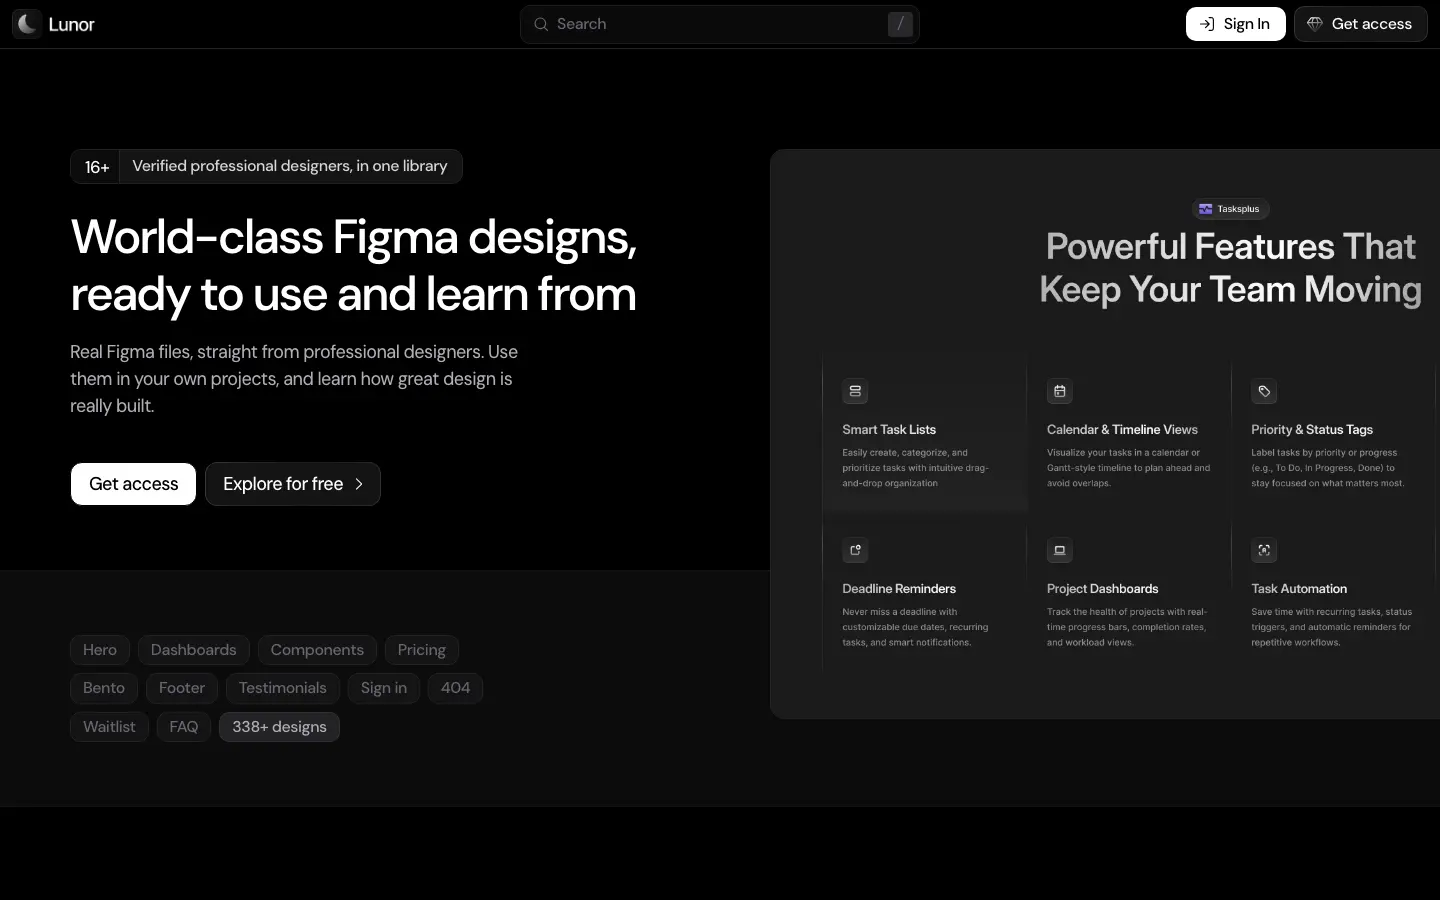 Lunor
Search
/
Sign In
Get access
16+
Verified professional designers, in one library
World-class Figma designs,
ready to use and learn from
Real Figma files, straight from professional designers. Use
them in your own projects, and learn how great design is
really built.
Get access
Explore for free
Hero
Dashboards
Components
Pricing
Bento
Footer
Testimonials
Sign in
404
Waitlist
FAQ
338+ designs
Tasksplus
Powerful Features That
Keep Your Team Moving
Smart Task Lists
Easily create, categorize, and
prioritize tasks with intuitive drag-
and-drop organization
Calendar & Timeline Views
Visualize your tasks in a calendar or
Gantt-style timeline to plan ahead and
avoid overlaps.
Priority & Status Tags
Label tasks by priority or progress
(e.g., To Do, In Progress, Done) to
stay focused on what matters most.
Deadline Reminders
Never miss a deadline with
customizable due dates, recurring
tasks, and smart notifications.
Project Dashboards
Track the health of projects with real-
time progress bars, completion rates,
and workload views.
Task Automation
Save time with recurring tasks, status
triggers, and automatic reminders for
repetitive workflows.